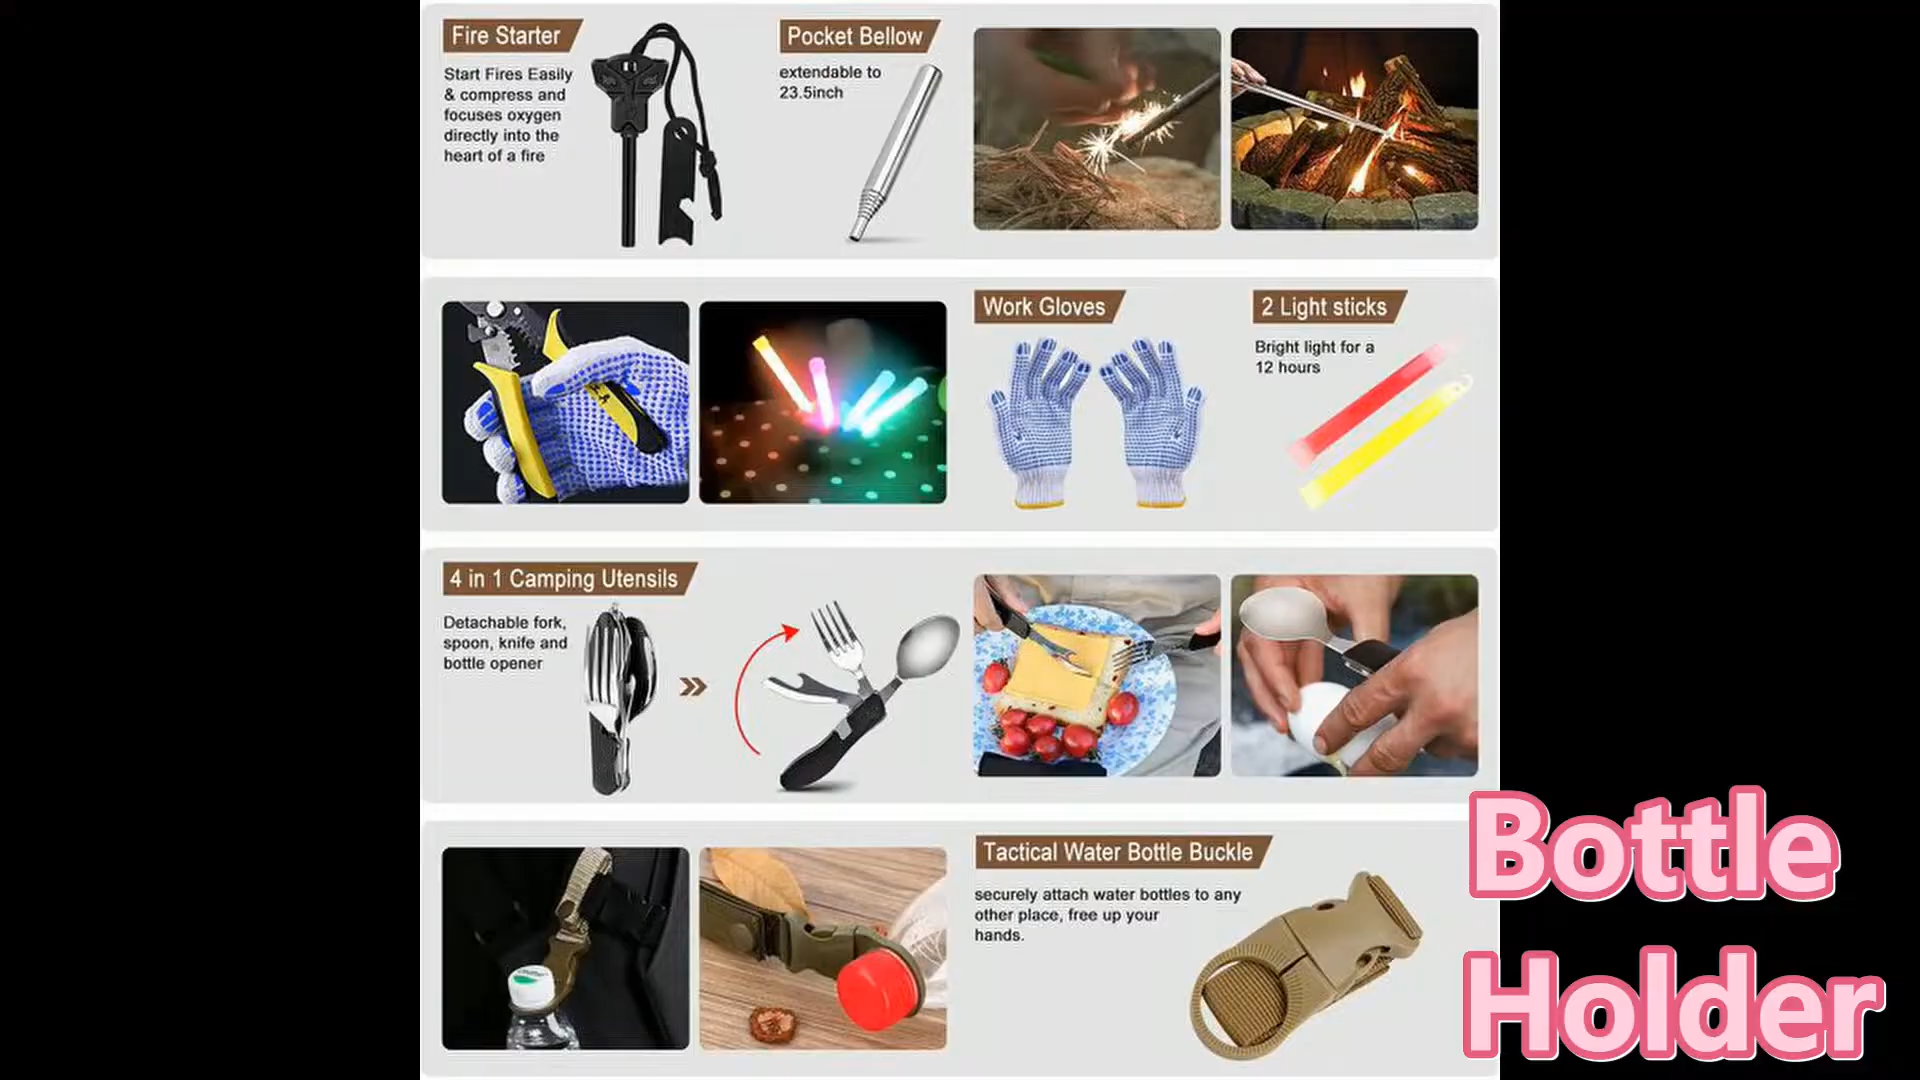 Fire Starter
Start Fires Easily
& compress and
focuses oxygen
directly into the
heart of a fire
Pocket Bellow
extendable to
23.5inch
Work Gloves
2 Light sticks
Bright light for a
12 hours
4 in 1 Camping Utensils
Detachable fork,
spoon, knife and
bottle opener
Tactical Water Bottle Buckle
securely attach water bottles to any
other place, free up your
hands.
Bottle
Holder